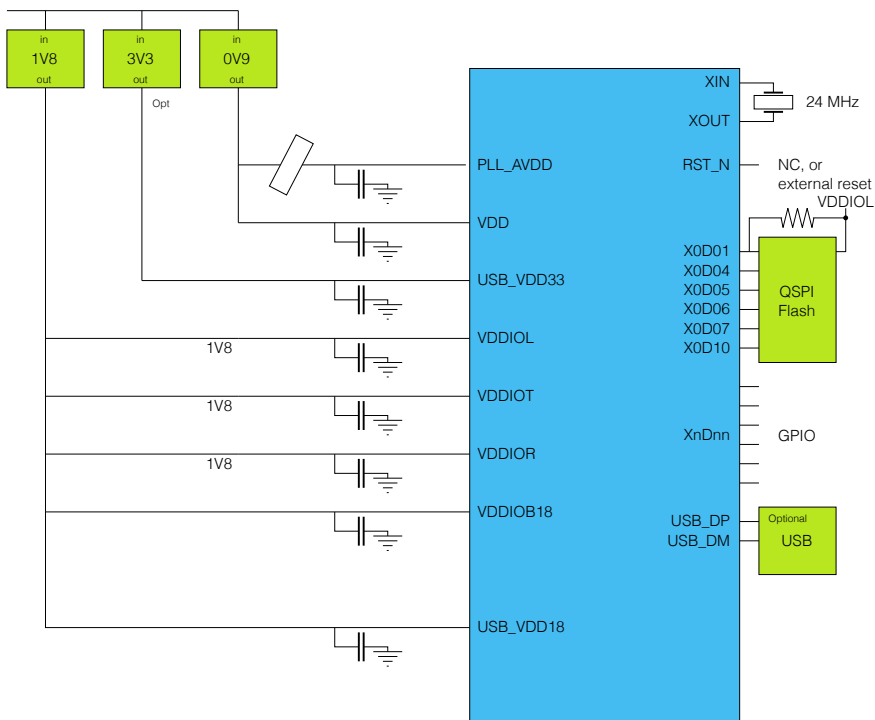 in
1V8
out
in
3V3
out
Opt
in
0V9
out
PLL_AVDD
VDD
USB_VDD33
VDDIOL
1V8
VDDIOT
1V8
VDDIOR
1V8
VDDIOB18
USB_VDD18
XIN
XOUT
24 MHz
RST_N
NC, or
external reset
VDDIOL
X0D01
X0D04
X0D05
X0D06
X0D07
X0D10
QSPI
Flash
XnDnn
GPIO
USB_DP
USB_DM
Optional
USB